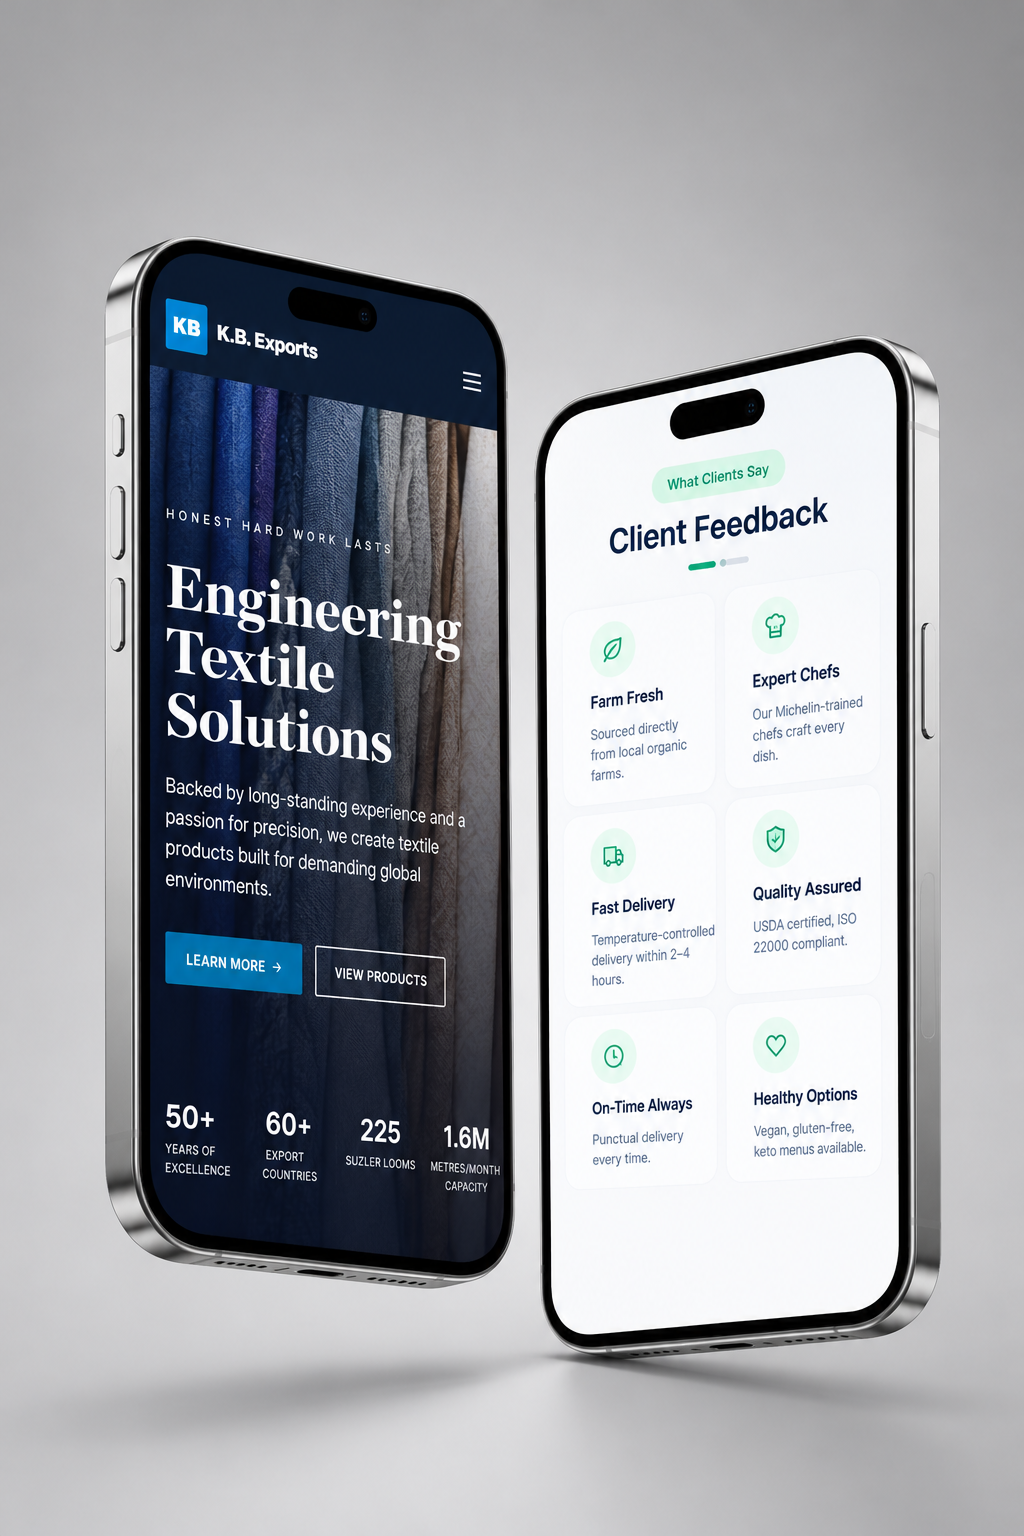 KB
K.B. Exports
HONEST HARD WORK LASTS
Engineering
Textile
Solutions
Backed by long-standing experience and a
passion for precision, we create textile
products built for demanding global
environments.
LEARN MORE →
VIEW PRODUCTS
50+
YEARS OF
EXCELLENCE
60+
EXPORT
COUNTRIES
225
SUZLER LOOMS
1.6M
METRES/MONTH
CAPACITY
What Clients Say
Client Feedback
Farm Fresh
Sourced directly
from local organic
farms.
Expert Chefs
Our Michelin-trained
chefs craft every
dish.
Fast Delivery
Temperature-controlled
delivery within 2–4
hours.
Quality Assured
USDA certified, ISO
22000 compliant.
On-Time Always
Punctual delivery
every time.
Healthy Options
Vegan, gluten-free,
keto menus available.